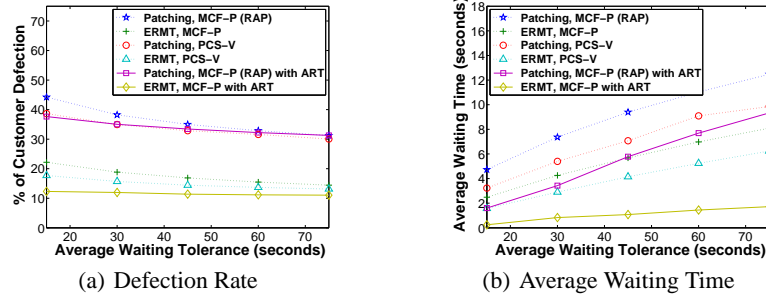 % of Customer Defection
70
60
50
40
30
20
10
0
Patching, MCF-P (RAP)
ERMT, MCF-P
Patching, PCS-V
ERMT, PCS-V
Patching, MCF-P (RAP) with ART
ERMT, MCF-P with ART
20 30 40 50 60 70
Average Waiting Tolerance (seconds)
(a) Defection Rate
Average Waiting Time (seconds)
18
16
14
12
10
8
6
4
2
0
Patching, MCF-P (RAP)
ERMT, MCF-P
Patching, PCS-V
ERMT, PCS-V
Patching, MCF-P (RAP) with ART
ERMT, MCF-P with ART
20 30 40 50 60 70
Average Waiting Tolerance (seconds)
(b) Average Waiting Time